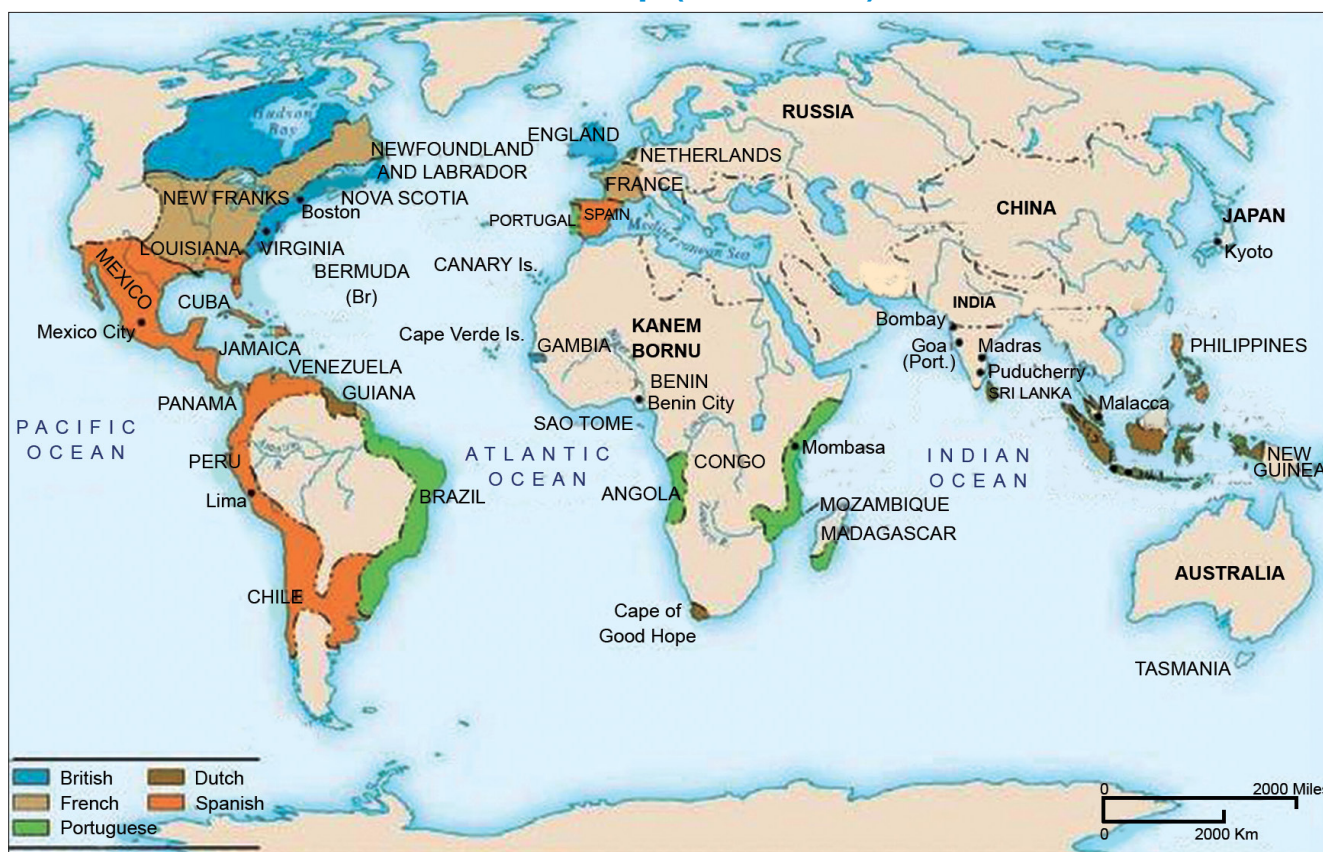 RUSSIA
Hudson
Bay
ENGLAND
NEWFOUNDLAND
AND LABRADOR
NETHERLANDS
NEW FRANKS
NOVA SCOTIA
Boston
FRANCE
PORTUGAL
SPAIN
CHINA
JAPAN
Kyoto
Mediterranean Sea
LOUISIANA
VIRGINIA
MEXICO
BERMUDA
(Br)
CANARY Is.
CUBA
INDIA
Mexico City
Cape Verde Is.
KANEM
BORNU
Bombay
JAMAICA
GAMBIA
Goa
(Port.)
Madras
PHILIPPINES
VENEZUELA
Puducherry
GUIANA
BENIN
Benin City
SRI LANKA
Malacca
PANAMA
SAO TOME
PACIFIC
OCEAN
ATLANTIC
OCEAN
INDIAN
OCEAN
Mombasa
PERU
CONGO
NEW
GUINEA
Lima
BRAZIL
ANGOLA
MOZAMBIQUE
MADAGASCAR
AUSTRALIA
CHILE
Cape of
Good Hope
TASMANIA
British
Dutch
French
Spanish
Portuguese
0 2000 Miles
0 2000 Km